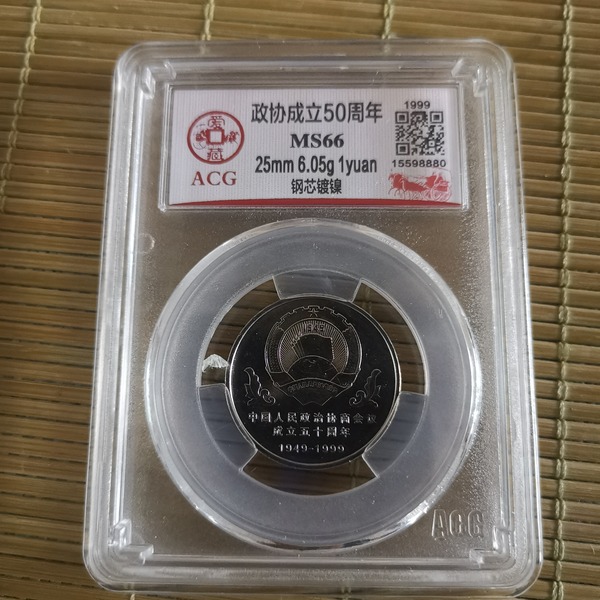 政协成立50周年
MS66
25mm 6.05g 1yuan
钢芯镀镍
爱藏
ACG
1999
15598880
中国人民政治协商会议
成立五十周年
1949-1999
ACG